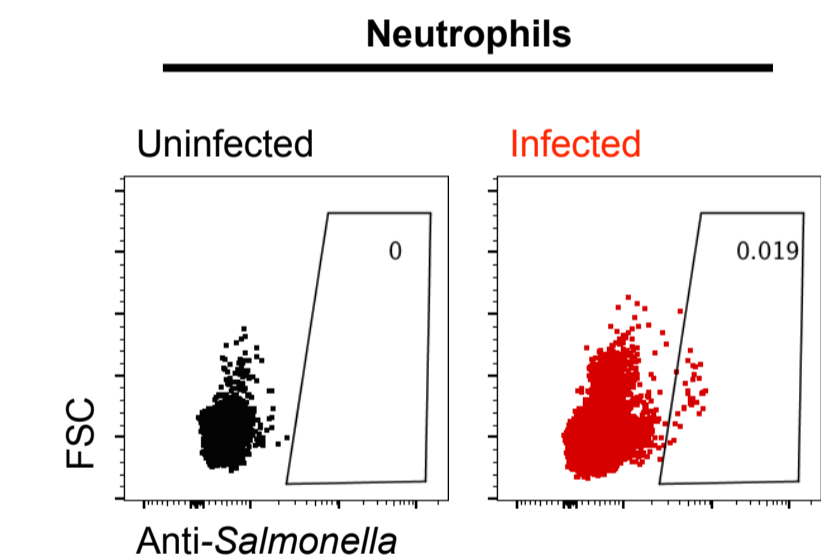 Neutrophils
Uninfected
Infected
0
0.019
FSC
Anti-Salmonella